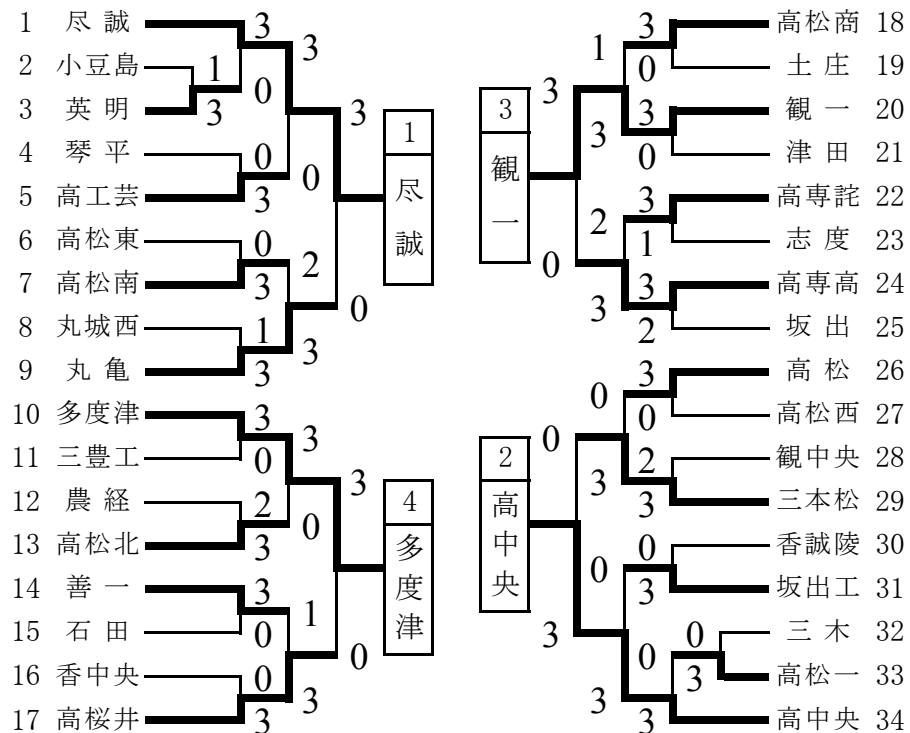 1 尽 誠
2 小豆島
3 英 明
4 琴 平
5 高工芸
6 高松東
7 高松南
8 丸城西
9 丸 亀
10 多度津
11 三豊工
12 農 経
13 高松北
14 善 一
15 石 田
16 香中央
17 高桜井
3
1
3
0
3
0
3
0
3
1
3
3
0
2
3
3
0
0
3
3
0
2
3
3
0
1
3
3
0
3
0
1
尽誠
4
多度津
3
観一
2
高中央
3
0
0
3
1
3
2
3
0
3
0
3
3
0
3
0
3
1
3
2
3
0
2
3
0
3
0
3
0
3
高松商 18
土 庄 19
観 一 20
津 田 21
高専詫 22
志 度 23
高専高 24
坂 出 25
高 松 26
高松西 27
観中央 28
三本松 29
香誠陵 30
坂出工 31
三 木 32
高松一 33
高中央 34